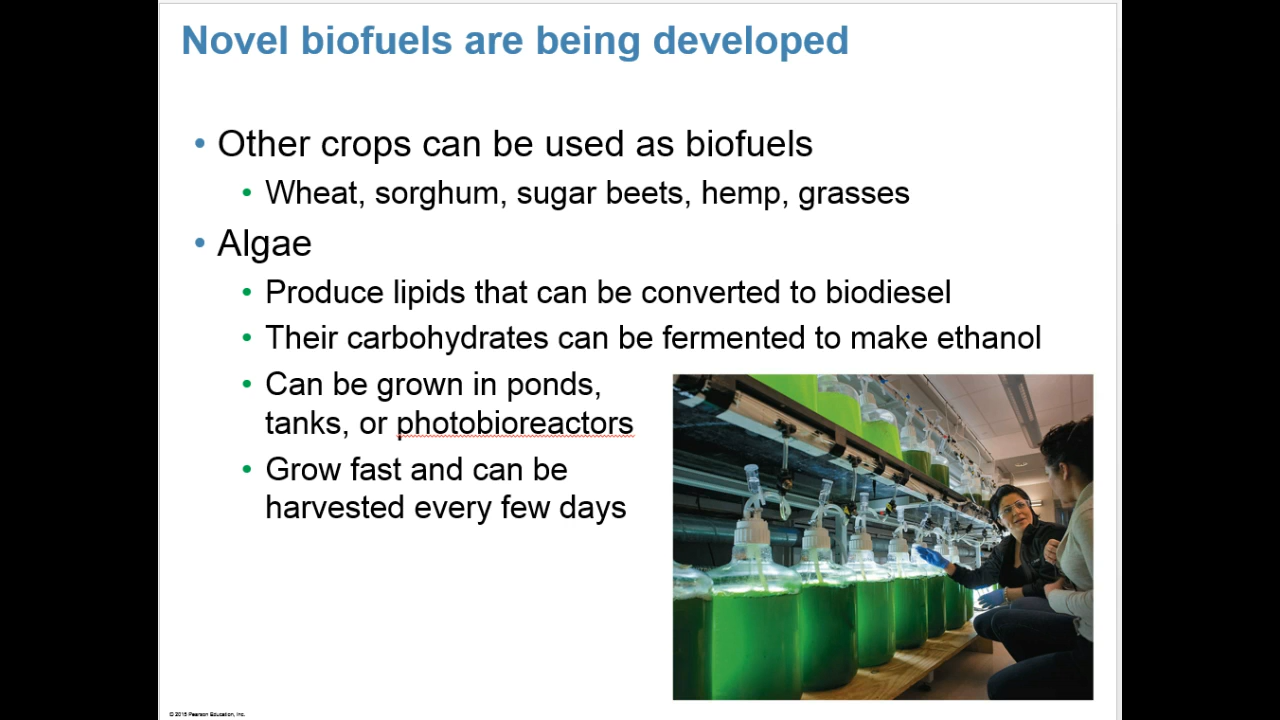 Novel biofuels are being developed
• Other crops can be used as biofuels
• Wheat, sorghum, sugar beets, hemp, grasses
• Algae
• Produce lipids that can be converted to biodiesel
• Their carbohydrates can be fermented to make ethanol
• Can be grown in ponds,
tanks, or photobioreactors
• Grow fast and can be
harvested every few days
© 2015 Pearson Education, Inc.